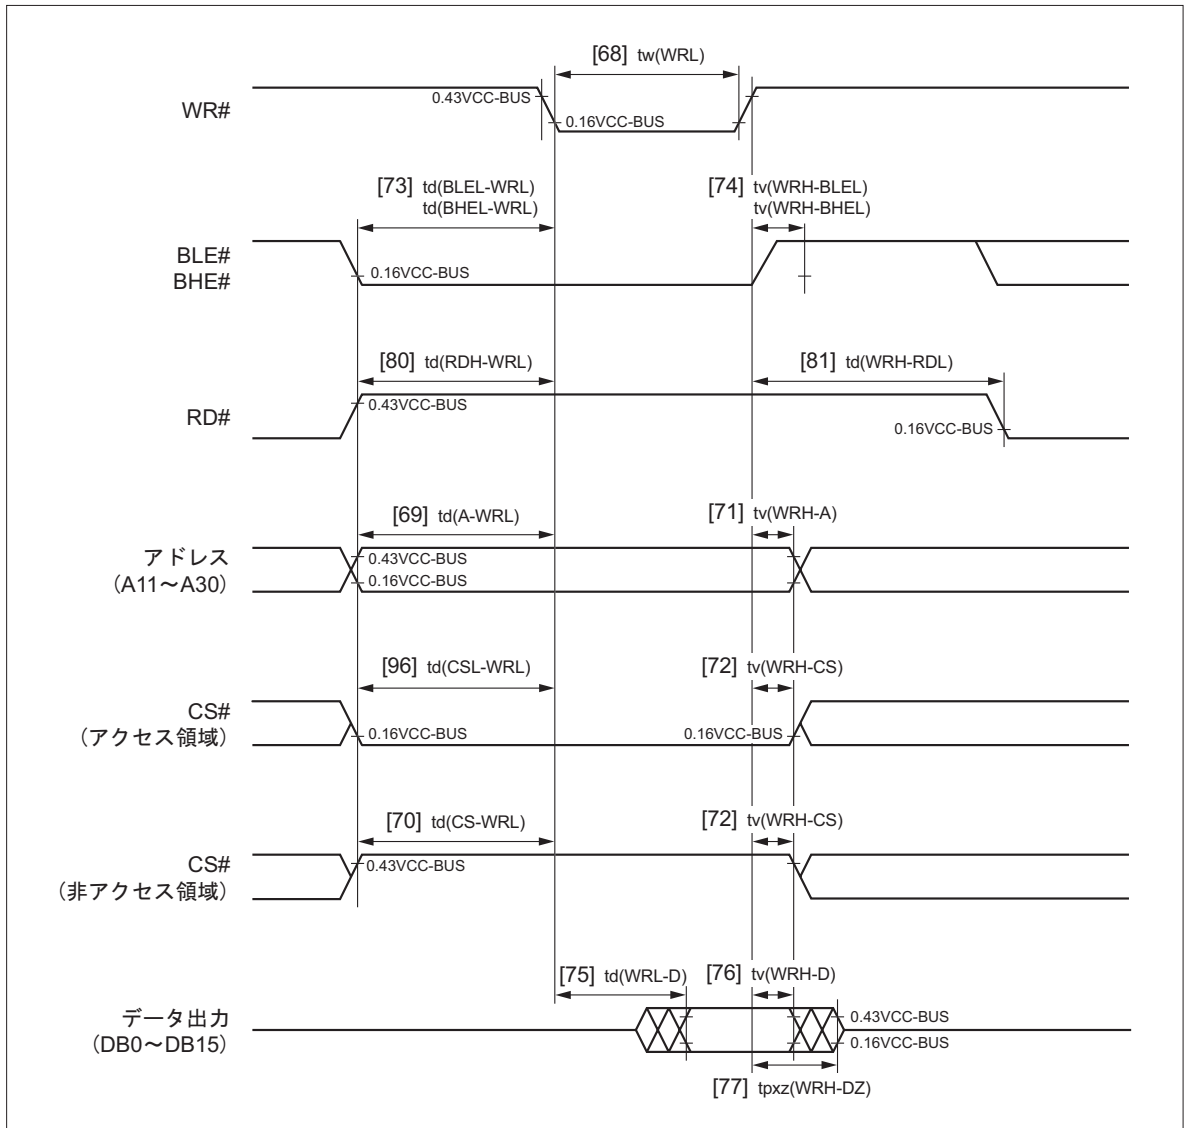 [68] tw(WRL)
WR#
0.43VCC-BUS
0.16VCC-BUS
[73] td(BLEL-WRL)
td(BHEL-WRL)
[74] tv(WRH-BLEL)
tv(WRH-BHEL)
BLE#
BHE#
0.16VCC-BUS
[80] td(RDH-WRL)
[81] td(WRH-RDL)
RD#
0.43VCC-BUS
0.16VCC-BUS
[69] td(A-WRL)
[71] tv(WRH-A)
アドレス
(A11～A30)
0.43VCC-BUS
0.16VCC-BUS
[96] td(CSL-WRL)
[72] tv(WRH-CS)
CS#
(アクセス領域)
0.16VCC-BUS
0.16VCC-BUS
[70] td(CS-WRL)
[72] tv(WRH-CS)
CS#
(非アクセス領域)
0.43VCC-BUS
[75] td(WRL-D)
[76] tv(WRH-D)
データ出力
(DB0～DB15)
0.43VCC-BUS
0.16VCC-BUS
[77] tpxz(WRH-DZ)